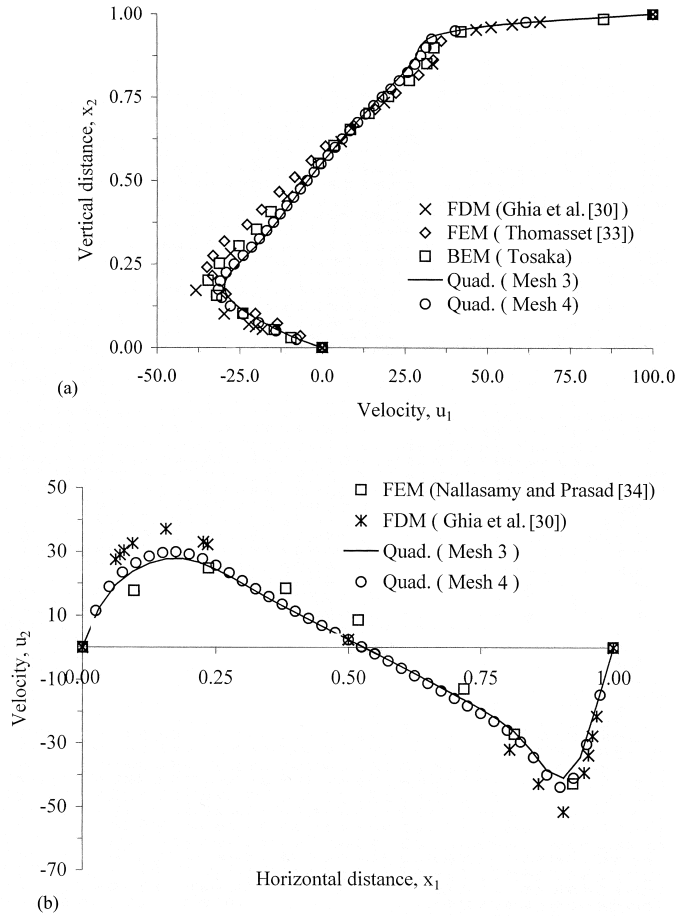 1.00
0.75
0.50
0.25
0.00
Vertical distance, x2
FDM (Ghia et al. [30])
FEM ( Thomasset [33])
BEM ( Tosaka)
Quad. ( Mesh 3)
Quad. ( Mesh 4)
-50.0 -25.0 0.0 25.0 50.0 75.0 100.0
(a)
Velocity, u1
50
30
10
-10
-30
-50
-70
Velocity, u2
FEM (Nallasamy and Prasad [34])
FDM ( Ghia et al. [30])
Quad. ( Mesh 3 )
Quad. ( Mesh 4 )
0.00 0.25 0.50 0.75 1.00
Horizontal distance, x1
(b)